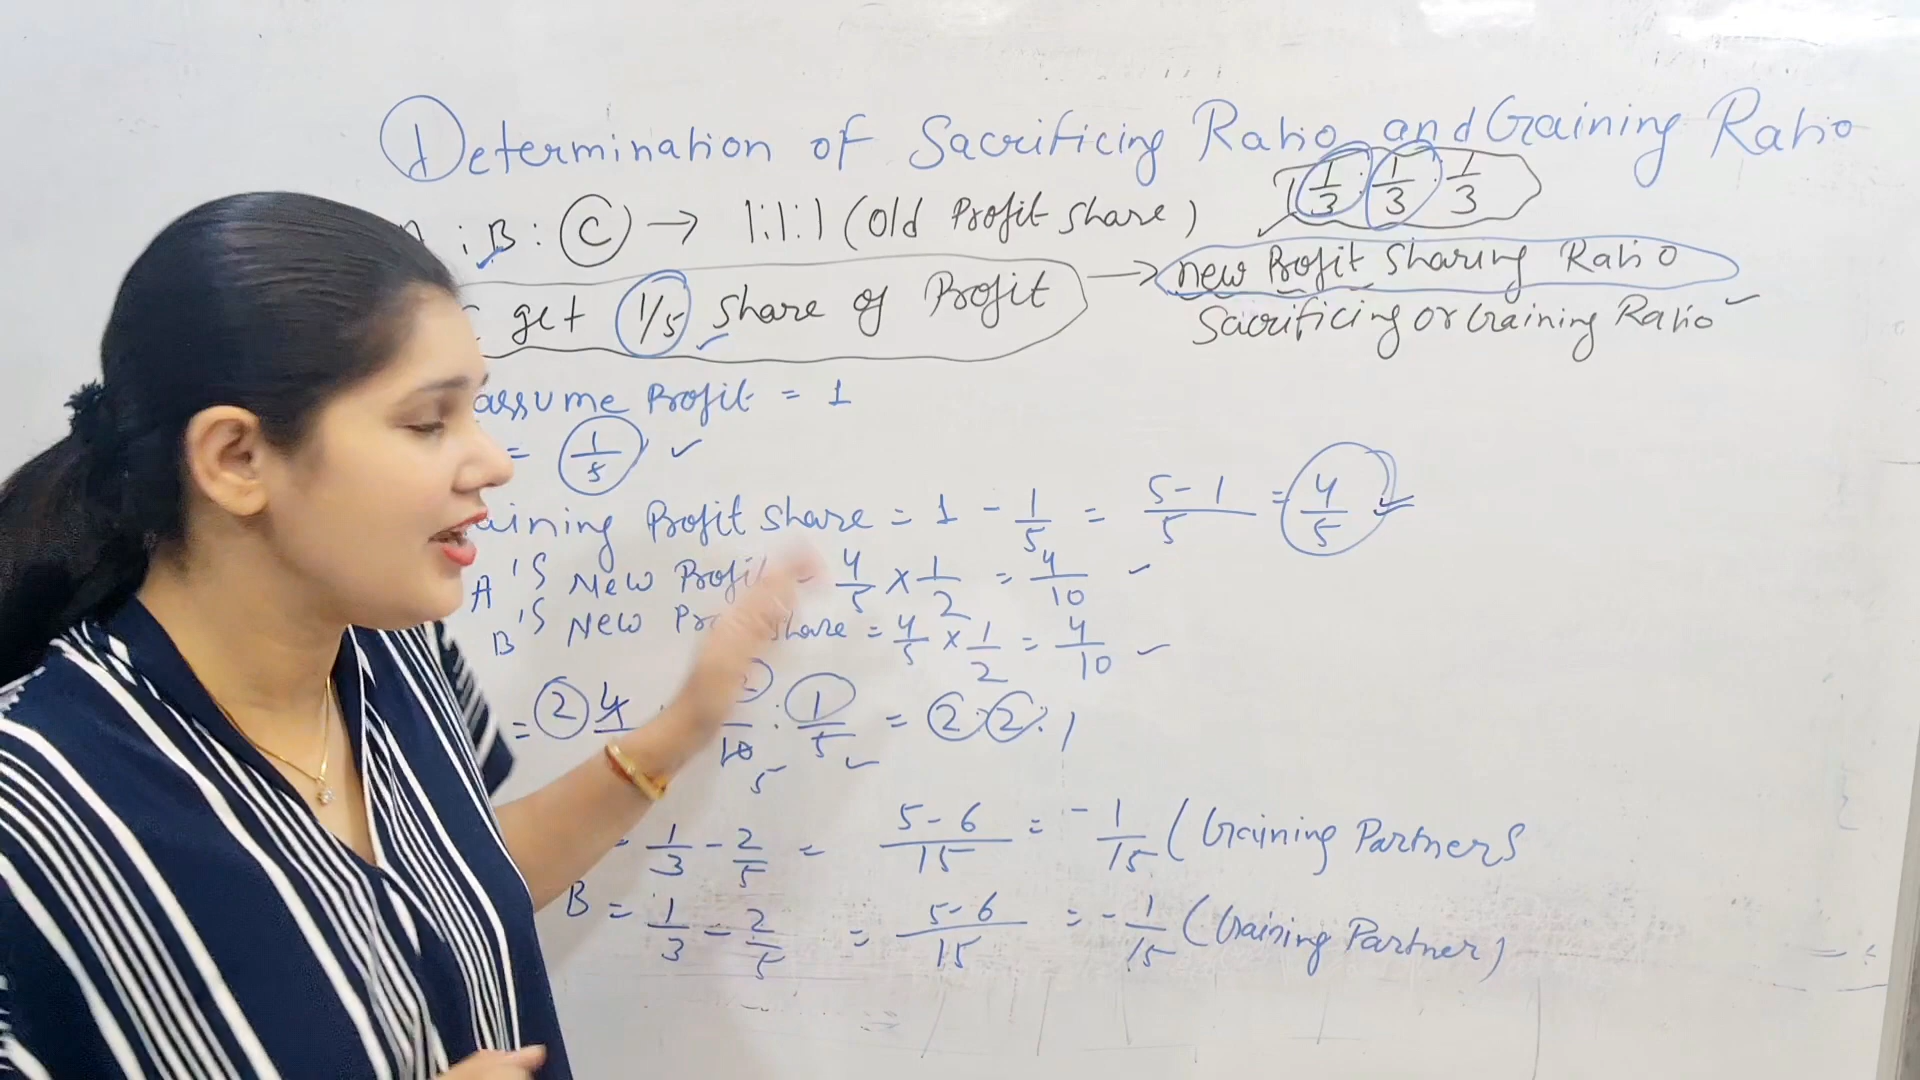 Determination of Sacrificing Ratio and Gaining Ratio
: B : C → 1:1:1 (Old Profit Share) 1/3 : 1/3 : 1/3
get 1/5 share of Profit → new Profit Sharing Ratio
Sacrificing or Gaining Ratio
assume Profit = 1
= 1/5
aining Profit share = 1 - 1/5 = 5-1/5 = 4/5
A's New Profit = 4/5 × 1/2 = 4/10
B's New share = 4/5 × 1/2 = 4/10
= 2 4 10 5 : 1/5 = 2:2:1
= 1/3 - 2/5 = 5-6/15 = -1/15 (Gaining Partners
B = 1/3 - 2/5 = 5-6/15 = -1/15 (Gaining Partner)